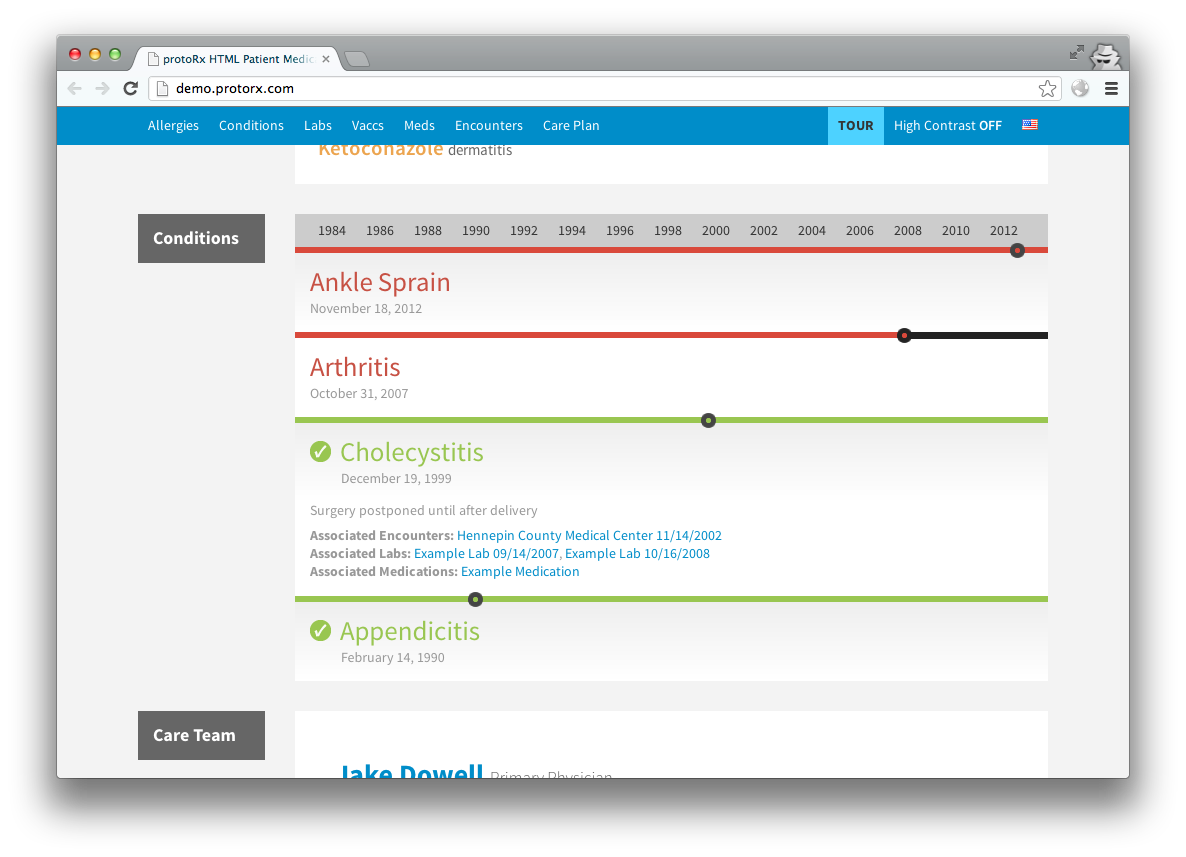 protoRx HTML Patient Medic
demo.protorx.com
Allergies Conditions Labs Vaccs Meds Encounters Care Plan TOUR High Contrast OFF
Ketoconazole dermatitis
Conditions
1984 1986 1988 1990 1992 1994 1996 1998 2000 2002 2004 2006 2008 2010 2012
Ankle Sprain
November 18, 2012
Arthritis
October 31, 2007
Cholecystitis
December 19, 1999
Surgery postponed until after delivery
Associated Encounters: Hennepin County Medical Center 11/14/2002
Associated Labs: Example Lab 09/14/2007, Example Lab 10/16/2008
Associated Medications: Example Medication
Appendicitis
February 14, 1990
Care Team
Jake Dowell Primary Physician